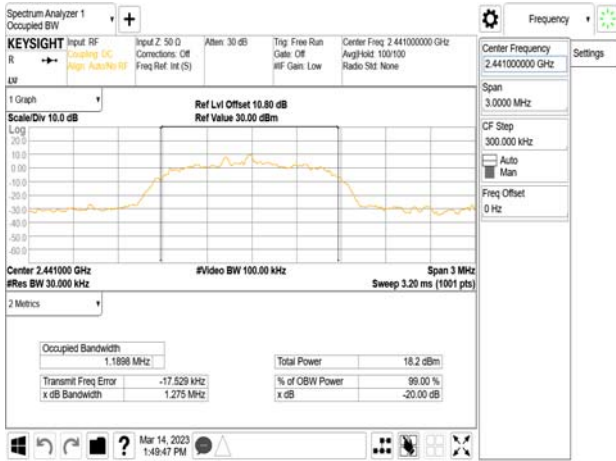 Spectrum Analyzer 1
Occupied BW
+
Frequency
KEYSIGHT
R
Input: RF
Coupling: DC
Align: Auto/No RF
Input Z: 50 Ω
Corrections: Off
Freq Ref: Int (S)
Atten: 30 dB
Trig: Free Run
Gate: Off
#IF Gain: Low
Center Freq: 2.441000000 GHz
Avg|Hold: 100/100
Radio Std: None
Center Frequency
2.441000000 GHz
Settings
Span
3.0000 MHz
CF Step
300.000 kHz
Auto
Man
Freq Offset
0 Hz
1 Graph
Scale/Div 10.0 dB
Ref Lvl Offset 10.80 dB
Ref Value 30.00 dBm
Log
20.0
10.0
0.00
-10.0
-20.0
-30.0
-40.0
-50.0
-60.0
Center 2.441000 GHz
#Res BW 30.000 kHz
#Video BW 100.00 kHz
Span 3 MHz
Sweep 3.20 ms (1001 pts)
2 Metrics
Occupied Bandwidth
1.1898 MHz
Total Power 18.2 dBm
Transmit Freq Error -17.529 kHz
% of OBW Power 99.00 %
x dB Bandwidth 1.275 MHz
x dB -20.00 dB
?
Mar 14, 2023
1:49:47 PM